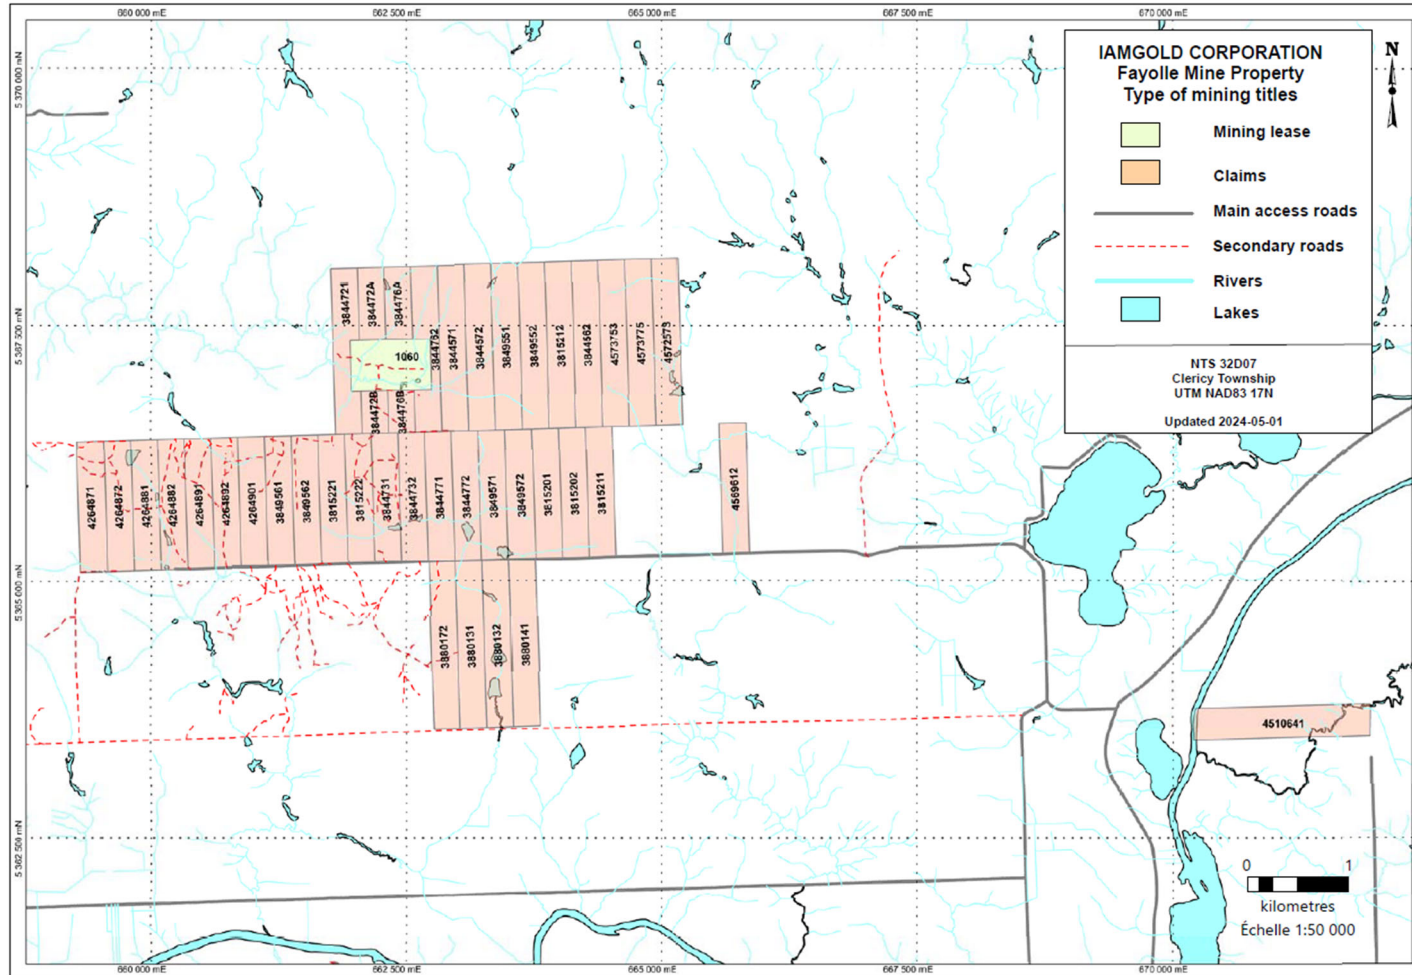 660 000 mE
662 500 mE
665 000 mE
667 500 mE
670 000 mE
5 370 000 mN
5 367 500 mN
5 365 000 mN
5 362 500 mN
IAMGOLD CORPORATION
Fayolle Mine Property
Type of mining titles
Mining lease
Claims
Main access roads
Secondary roads
Rivers
Lakes
NTS 32D07
Clericy Township
UTM NAD83 17N
Updated 2024-05-01
N
3844721
384472A
384476A
3844762
3844571
3844572
3849551
3849552
3815212
3844562
4573753
4573775
4572573
1060
384472B
384476B
4264871
4264872
4264881
4264882
4264891
4264892
4264901
3849561
3849562
3815221
3815222
3844731
3844732
3844771
3844772
3849571
3849572
3815201
3815202
3815211
4569612
3880172
3880131
3880132
3880141
4510641
0 1
kilometres
Échelle 1:50 000
660 000 mE
662 500 mE
665 000 mE
667 500 mE
670 000 mE